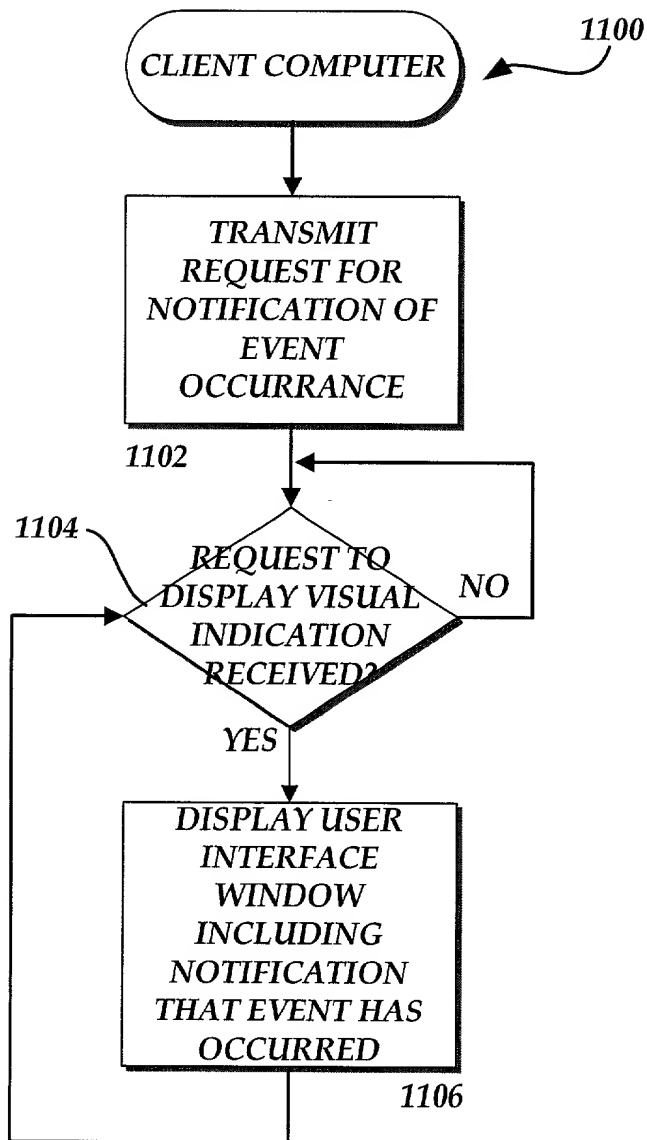 1100
CLIENT COMPUTER
TRANSMIT
REQUEST FOR
NOTIFICATION OF
EVENT
OCCURRANCE
1102
1104
REQUEST TO
DISPLAY VISUAL
INDICATION
RECEIVED?
NO
YES
DISPLAY USER
INTERFACE
WINDOW
INCLUDING
NOTIFICATION
THAT EVENT HAS
OCCURRED
1106